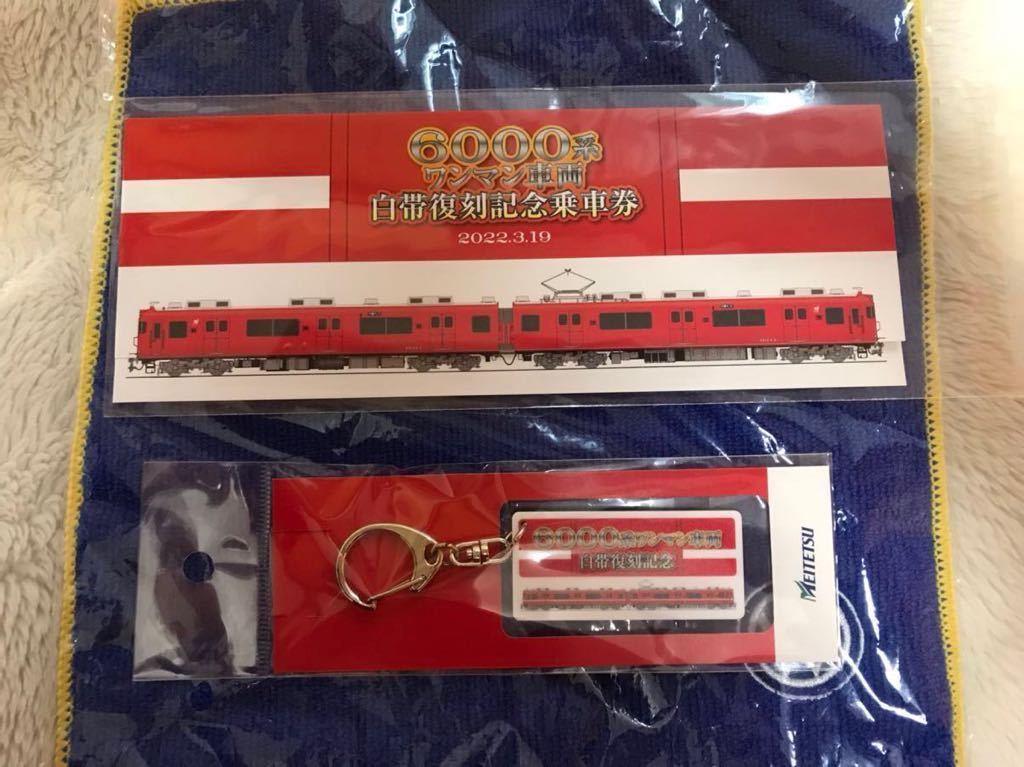 6000系
ワンマン車両
白帯復刻記念乗車券
2022.3.19
6000系ワンマン車両
白帯復刻記念
MEITETSU